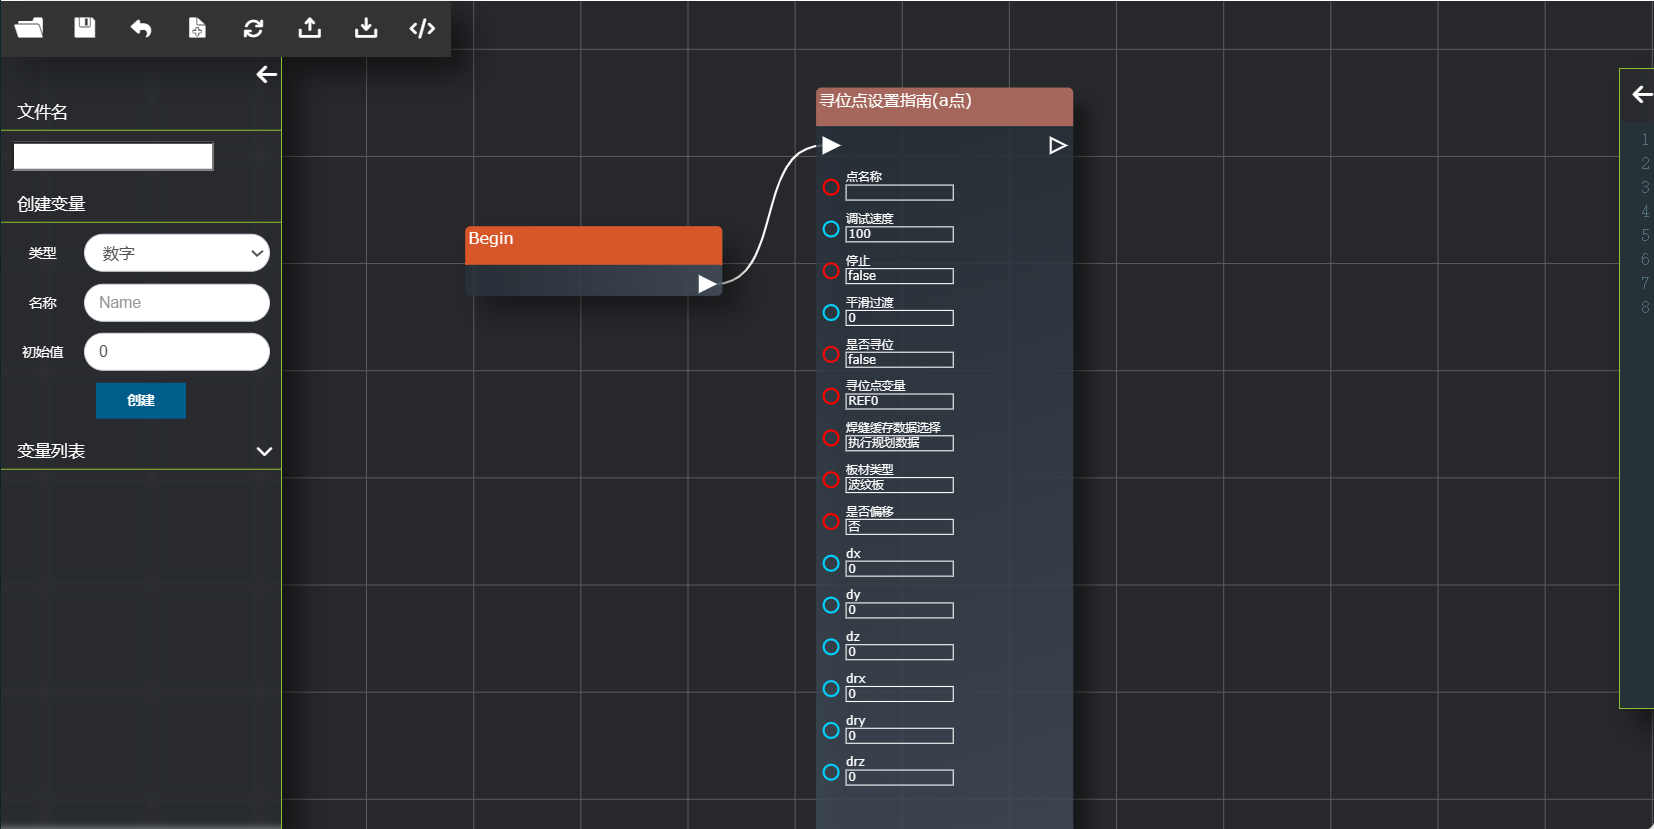 文件名
创建变量
类型
数字
名称
Name
初始值
0
创建
变量列表
Begin
寻位点设置指南(a点)
点名称
调试速度
100
停止
false
平滑过渡
0
是否寻位
false
寻位点变量
REF0
焊缝缓存数据选择
执行规划数据
板材类型
波纹板
是否偏移
否
dx
0
dy
0
dz
0
drx
0
dry
0
drz
0
1
2
3
4
5
6
7
8